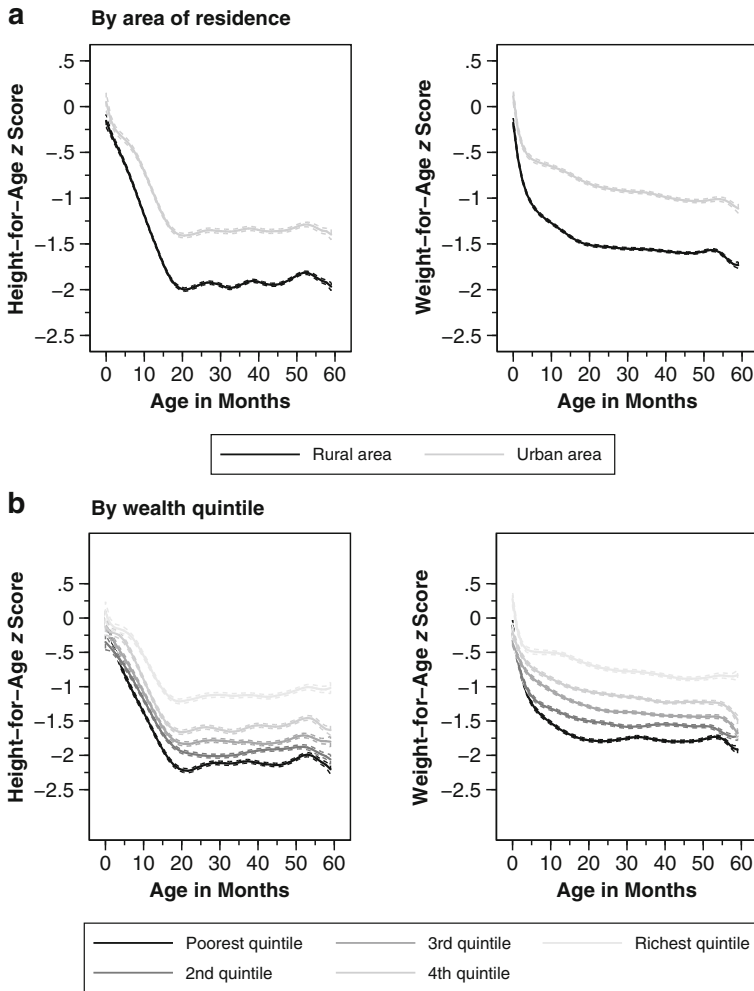 a By area of residence
.5
0
−.5
−1
−1.5
−2
−2.5
Height−for−Age z Score
0 10 20 30 40 50 60
Age in Months
.5
0
−.5
−1
−1.5
−2
−2.5
Weight−for−Age z Score
0 10 20 30 40 50 60
Age in Months
Rural area Urban area
b By wealth quintile
.5
0
−.5
−1
−1.5
−2
−2.5
Height−for−Age z Score
0 10 20 30 40 50 60
Age in Months
.5
0
−.5
−1
−1.5
−2
−2.5
Weight−for−Age z Score
0 10 20 30 40 50 60
Age in Months
Poorest quintile 3rd quintile Richest quintile
2nd quintile 4th quintile